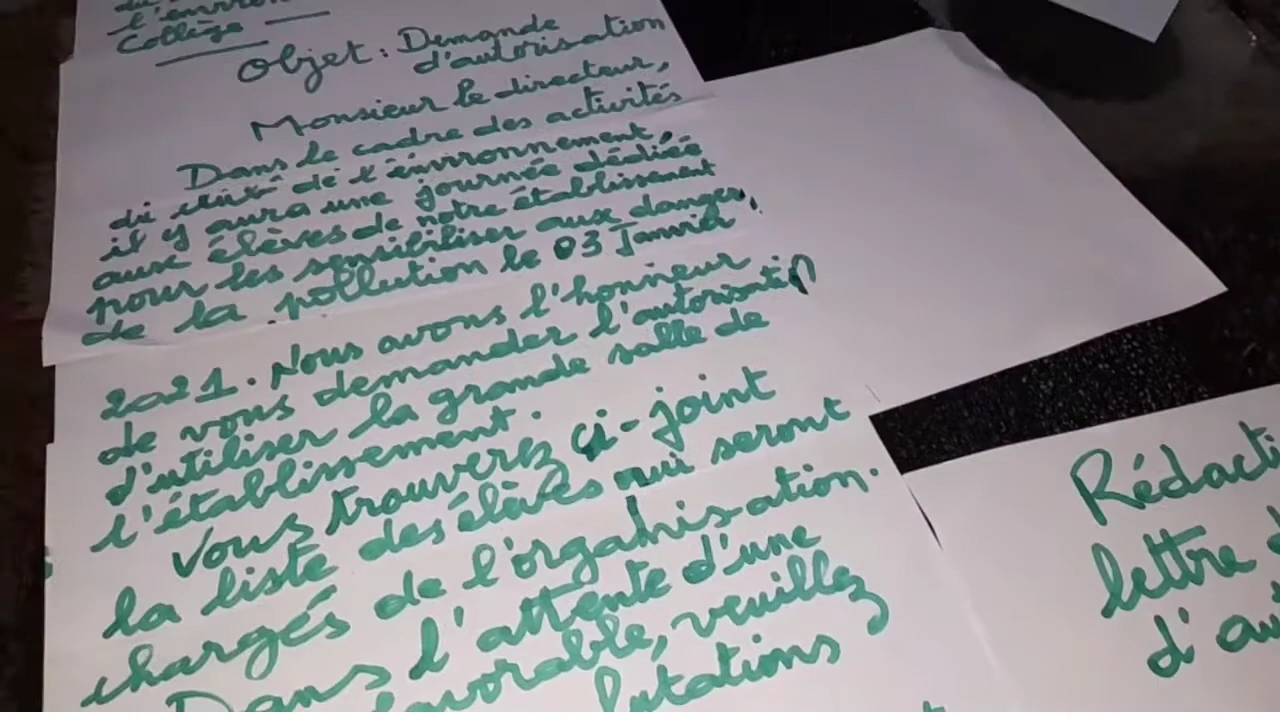 l'environ
Collège
Objet : Demande
d'autorisation
Monsieur le directeur,
Dans le cadre des activités
du club de l'environnement,
il y aura une journée dédiée
aux élèves de notre établissement
pour les sensibiliser aux dangers
de la pollution le 03 Janvier
2021. Nous avons l'honneur
de vous demander l'autorisation
d'utiliser la grande salle de
l'établissement.
Vous trouverez ci-joint
la liste des élèves qui seront
chargés de l'organisation.
Dans l'attente d'une
favorable, veuillez
lutations
Rédacti
lettre d
d'au